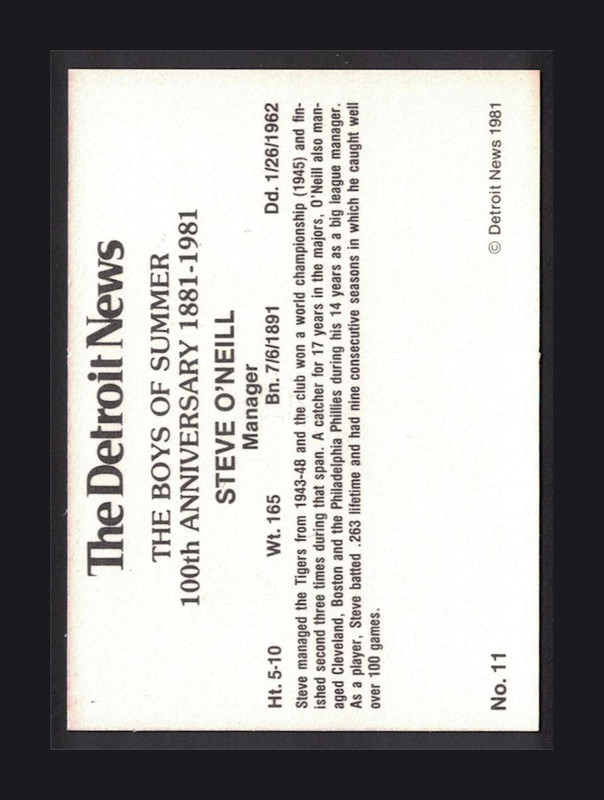 The Detroit News
THE BOYS OF SUMMER
100th ANNIVERSARY 1881-1981
STEVE O'NEILL
Manager
Ht. 5-10 Wt. 165 Bn. 7/6/1891 Dd. 1/26/1962
Steve managed the Tigers from 1943-48 and the club won a world championship (1945) and fin-
ished second three times during that span. A catcher for 17 years in the majors, O'Neill also man-
aged Cleveland, Boston and the Philadelphia Phillies during his 14 years as a big league manager.
As a player, Steve batted .263 lifetime and had nine consecutive seasons in which he caught well
over 100 games.
No. 11 © Detroit News 1981